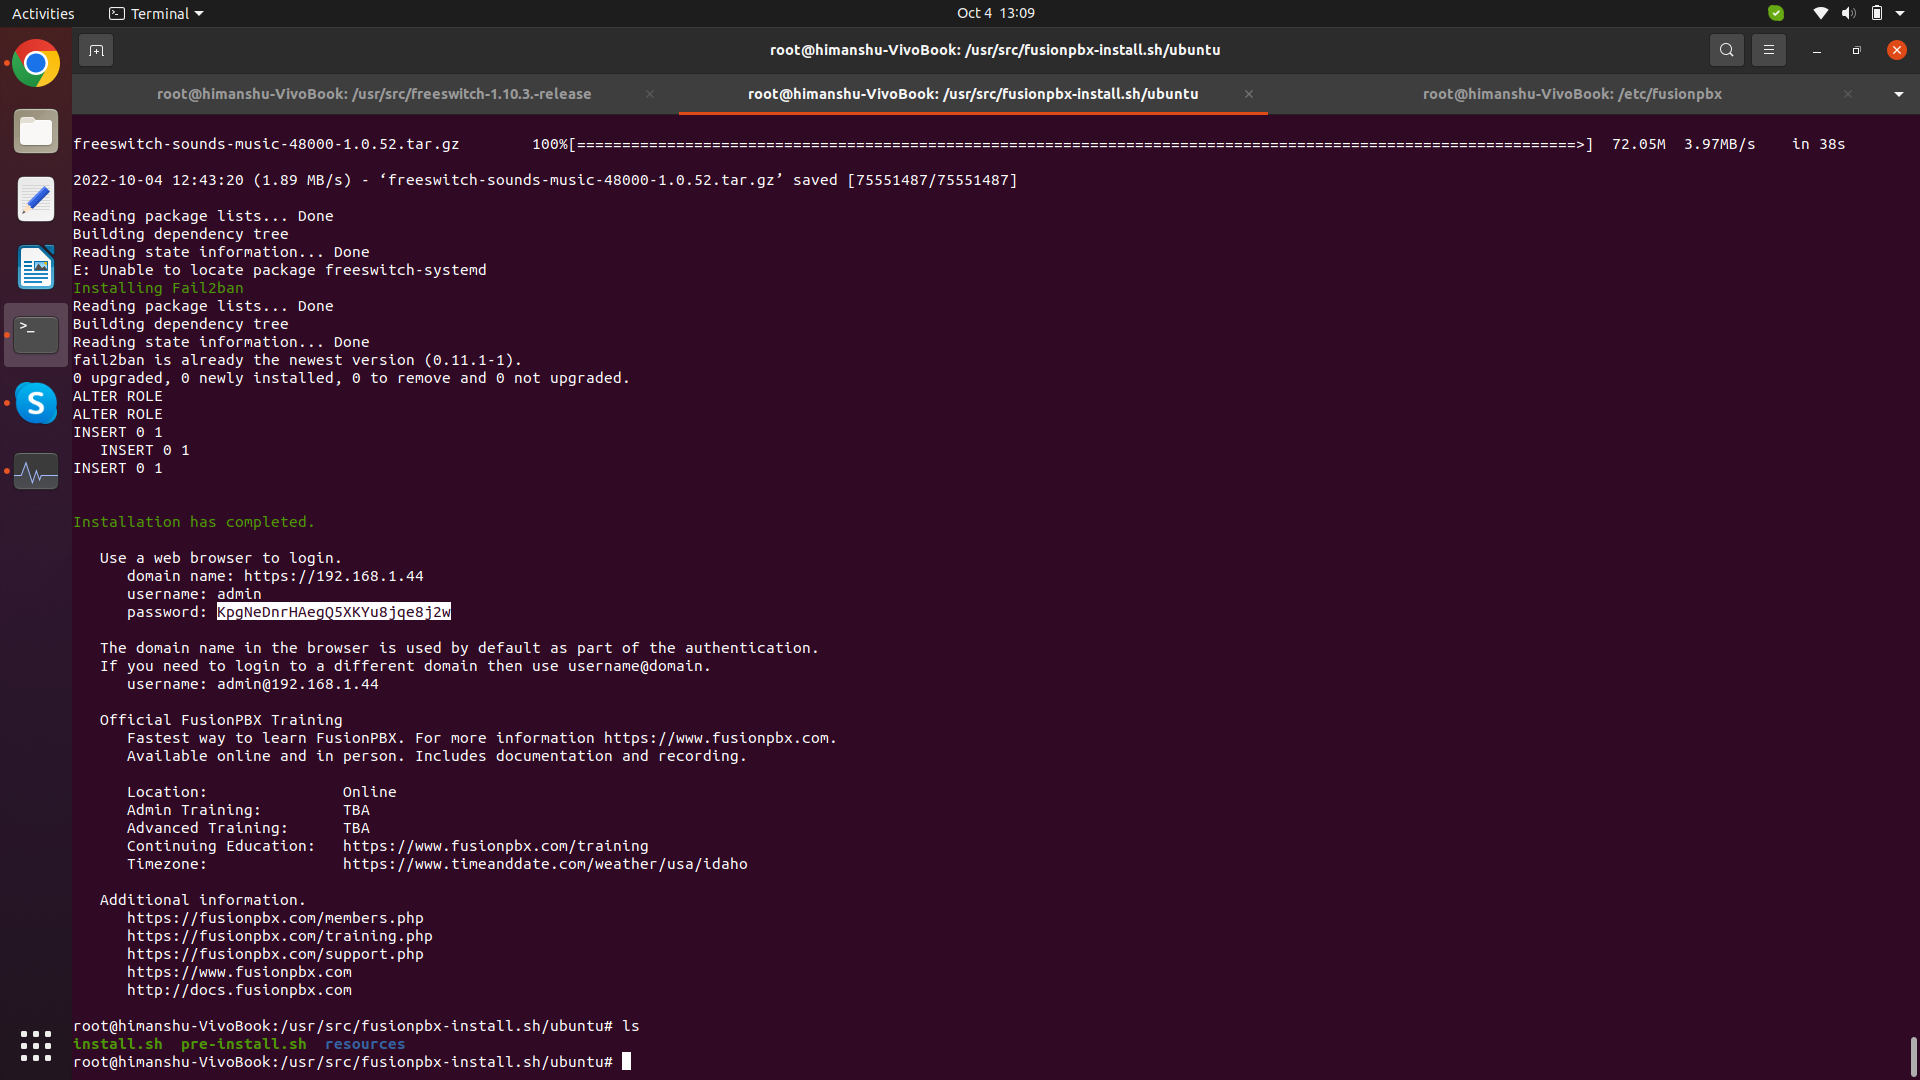 Activities
Terminal
Oct 4 13:09
root@himanshu-VivoBook: /usr/src/fusionpbx-install.sh/ubuntu
root@himanshu-VivoBook: /usr/src/freeswitch-1.10.3.-release
root@himanshu-VivoBook: /usr/src/fusionpbx-install.sh/ubuntu
root@himanshu-VivoBook: /etc/fusionpbx
freeswitch-sounds-music-48000-1.0.52.tar.gz 100%[===============================================================================================================>] 72.05M 3.97MB/s in 38s
2022-10-04 12:43:20 (1.89 MB/s) - ‘freeswitch-sounds-music-48000-1.0.52.tar.gz’ saved [75551487/75551487]
Reading package lists... Done
Building dependency tree
Reading state information... Done
E: Unable to locate package freeswitch-systemd
Installing Fail2ban
Reading package lists... Done
Building dependency tree
Reading state information... Done
fail2ban is already the newest version (0.11.1-1).
0 upgraded, 0 newly installed, 0 to remove and 0 not upgraded.
ALTER ROLE
ALTER ROLE
INSERT 0 1
INSERT 0 1
INSERT 0 1
Installation has completed.
Use a web browser to login.
domain name: https://192.168.1.44
username: admin
password: KpgNeDnrHAegQ5XKYu8jqe8j2w
The domain name in the browser is used by default as part of the authentication.
If you need to login to a different domain then use username@domain.
username: admin@192.168.1.44
Official FusionPBX Training
Fastest way to learn FusionPBX. For more information https://www.fusionpbx.com.
Available online and in person. Includes documentation and recording.
Location: Online
Admin Training: TBA
Advanced Training: TBA
Continuing Education: https://www.fusionpbx.com/training
Timezone: https://www.timeanddate.com/weather/usa/idaho
Additional information.
https://fusionpbx.com/members.php
https://fusionpbx.com/training.php
https://fusionpbx.com/support.php
https://www.fusionpbx.com
http://docs.fusionpbx.com
root@himanshu-VivoBook:/usr/src/fusionpbx-install.sh/ubuntu# ls
install.sh pre-install.sh resources
root@himanshu-VivoBook:/usr/src/fusionpbx-install.sh/ubuntu#